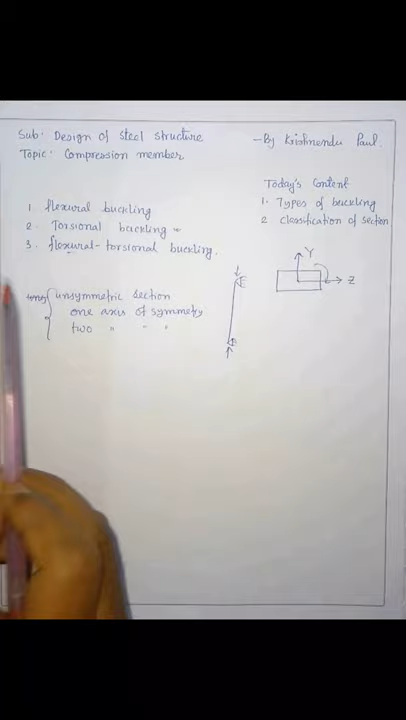 Sub: Design of Steel structure
Topic: Compression member
-By Krishnendu Paul.
Today's Content
1. Types of buckling
2 Classification of section
1. flexural buckling
2. Torsional buckling
3. flexural-torsional buckling.
unsymmetric section
one axis of symmetry
two " " "
Y
Z